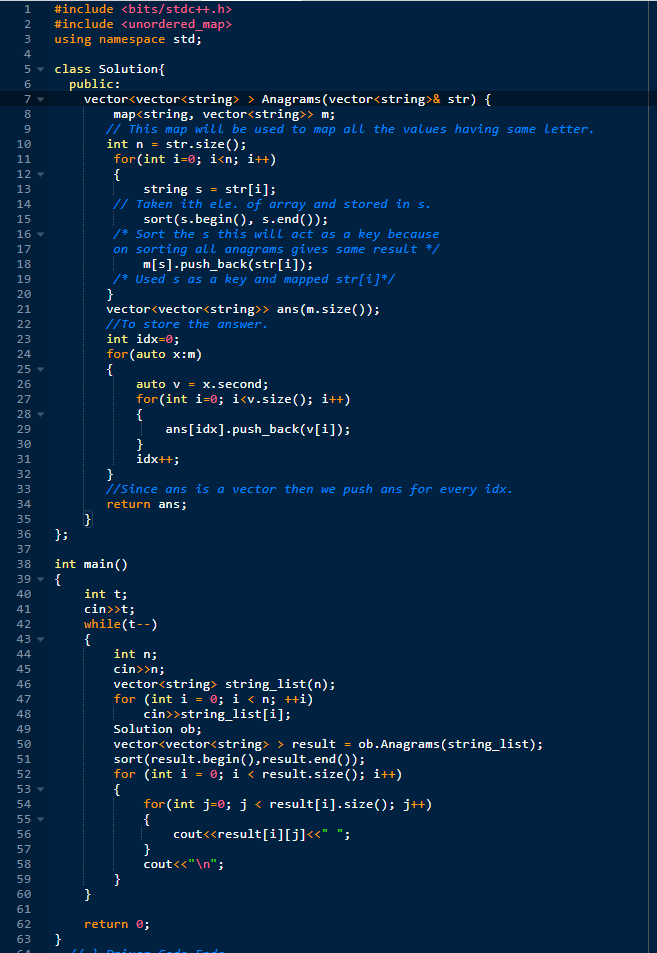 1 #include <bits/stdc++.h>
2 #include <unordered_map>
3 using namespace std;
4
5 class Solution{
6 public:
7 vector<vector<string> > Anagrams(vector<string>& str) {
8 map<string, vector<string>> m;
9 // This map will be used to map all the values having same letter.
10 int n = str.size();
11 for(int i=0; i<n; i++)
12 {
13 string s = str[i];
14 // Taken ith ele. of array and stored in s.
15 sort(s.begin(), s.end());
16 /* Sort the s this will act as a key because
17 on sorting all anagrams gives same result */
18 m[s].push_back(str[i]);
19 /* Used s as a key and mapped str[i]*/
20 }
21 vector<vector<string>> ans(m.size());
22 //To store the answer.
23 int idx=0;
24 for(auto x:m)
25 {
26 auto v = x.second;
27 for(int i=0; i<v.size(); i++)
28 {
29 ans[idx].push_back(v[i]);
30 }
31 idx++;
32 }
33 //Since ans is a vector then we push ans for every idx.
34 return ans;
35 }
36 };
37
38 int main()
39 {
40 int t;
41 cin>>t;
42 while(t--)
43 {
44 int n;
45 cin>>n;
46 vector<string> string_list(n);
47 for (int i = 0; i < n; ++i)
48 cin>>string_list[i];
49 Solution ob;
50 vector<vector<string> > result = ob.Anagrams(string_list);
51 sort(result.begin(),result.end());
52 for (int i = 0; i < result.size(); i++)
53 {
54 for(int j=0; j < result[i].size(); j++)
55 {
56 cout<<result[i][j]<<" ";
57 }
58 cout<<"\n";
59 }
60 }
61
62 return 0;
63 }